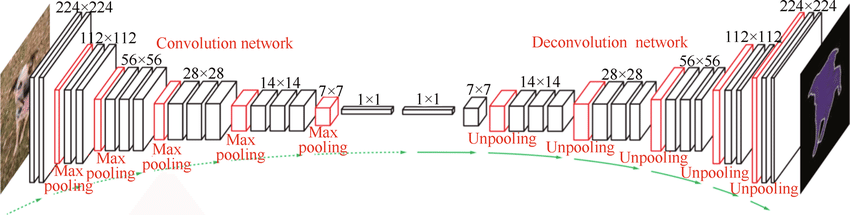 224×224
112×112
56×56
28×28
14×14
7×7
1×1
1×1
7×7
14×14
28×28
56×56
112×112
224×224
Convolution network
Deconvolution network
Max
pooling
Max
pooling
Max
pooling
Max
pooling
Max
pooling
Unpooling
Unpooling
Unpooling
Unpooling
Unpooling